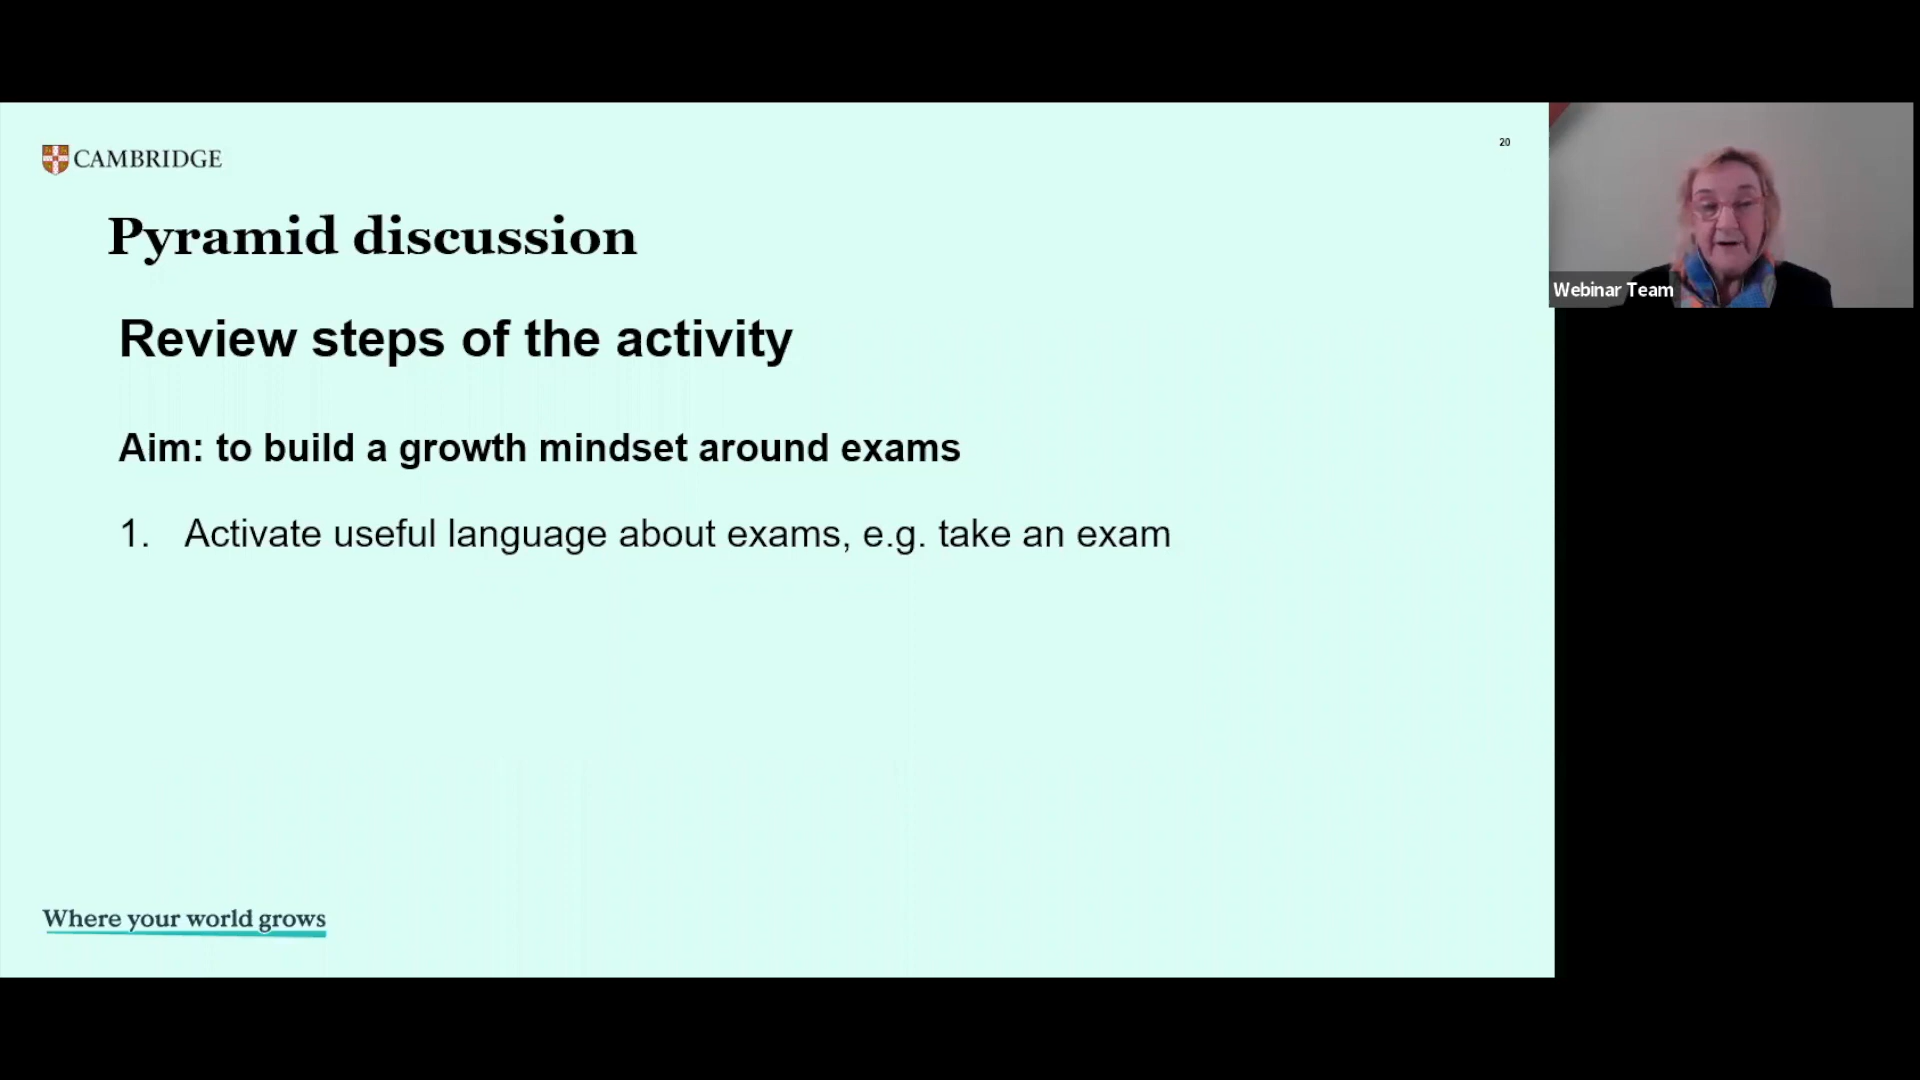 CAMBRIDGE
20
Pyramid discussion
Review steps of the activity
Aim: to build a growth mindset around exams
1. Activate useful language about exams, e.g. take an exam
Where your world grows
Webinar Team